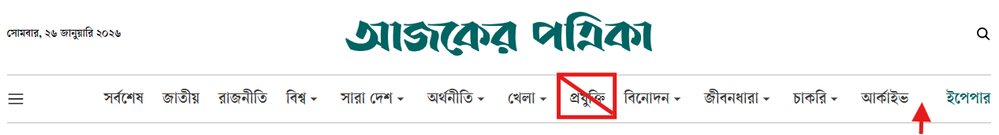 সোমবার, ২৬ জানুয়ারি ২০২৬
আজকের পত্রিকা
সর্বশেষ জাতীয় রাজনীতি বিশ্ব সারা দেশ অর্থনীতি খেলা প্রযুক্তি বিনোদন জীবনধারা চাকরি আর্কাইভ ইপেপার